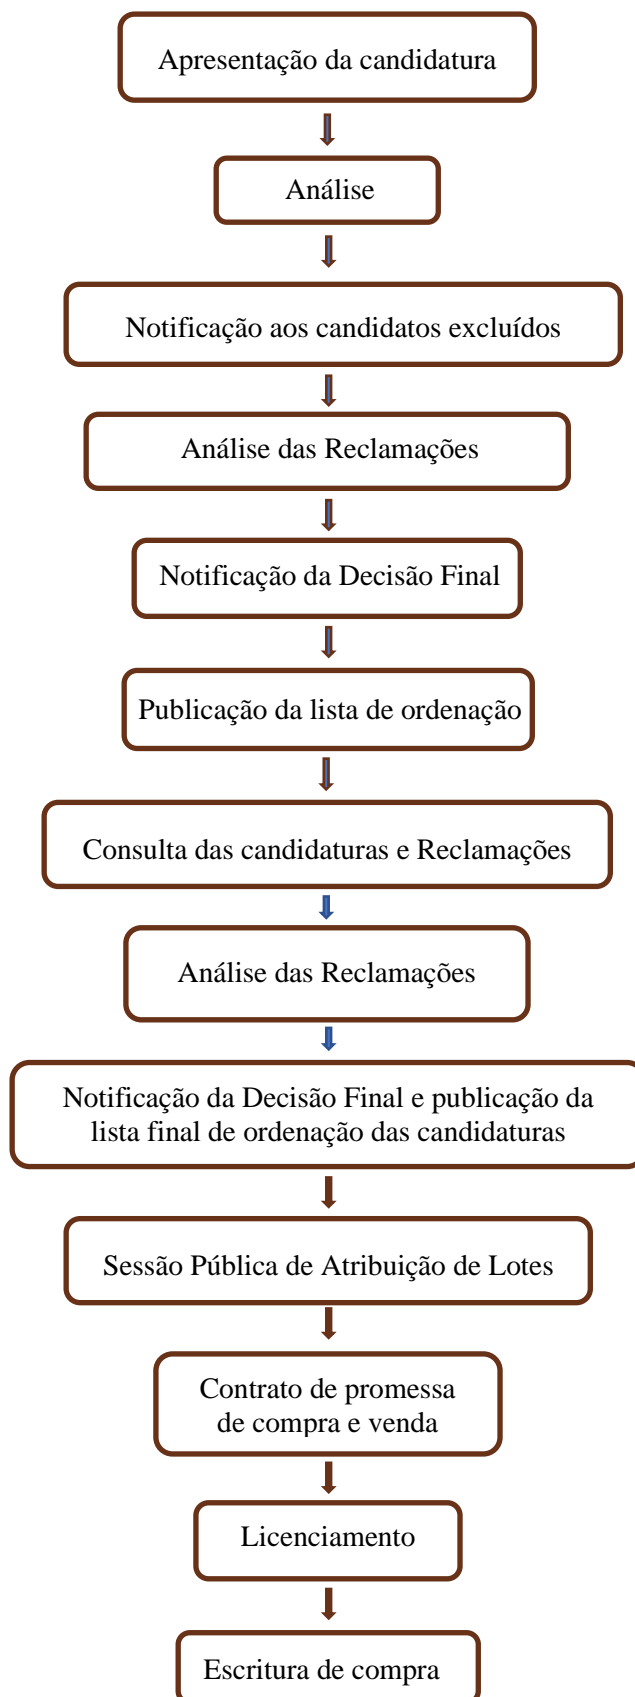 Apresentação da candidatura
Análise
Notificação aos candidatos excluídos
Análise das Reclamações
Notificação da Decisão Final
Publicação da lista de ordenação
Consulta das candidaturas e Reclamações
Análise das Reclamações
Notificação da Decisão Final e publicação da
lista final de ordenação das candidaturas
Sessão Pública de Atribuição de Lotes
Contrato de promessa
de compra e venda
Licenciamento
Escritura de compra